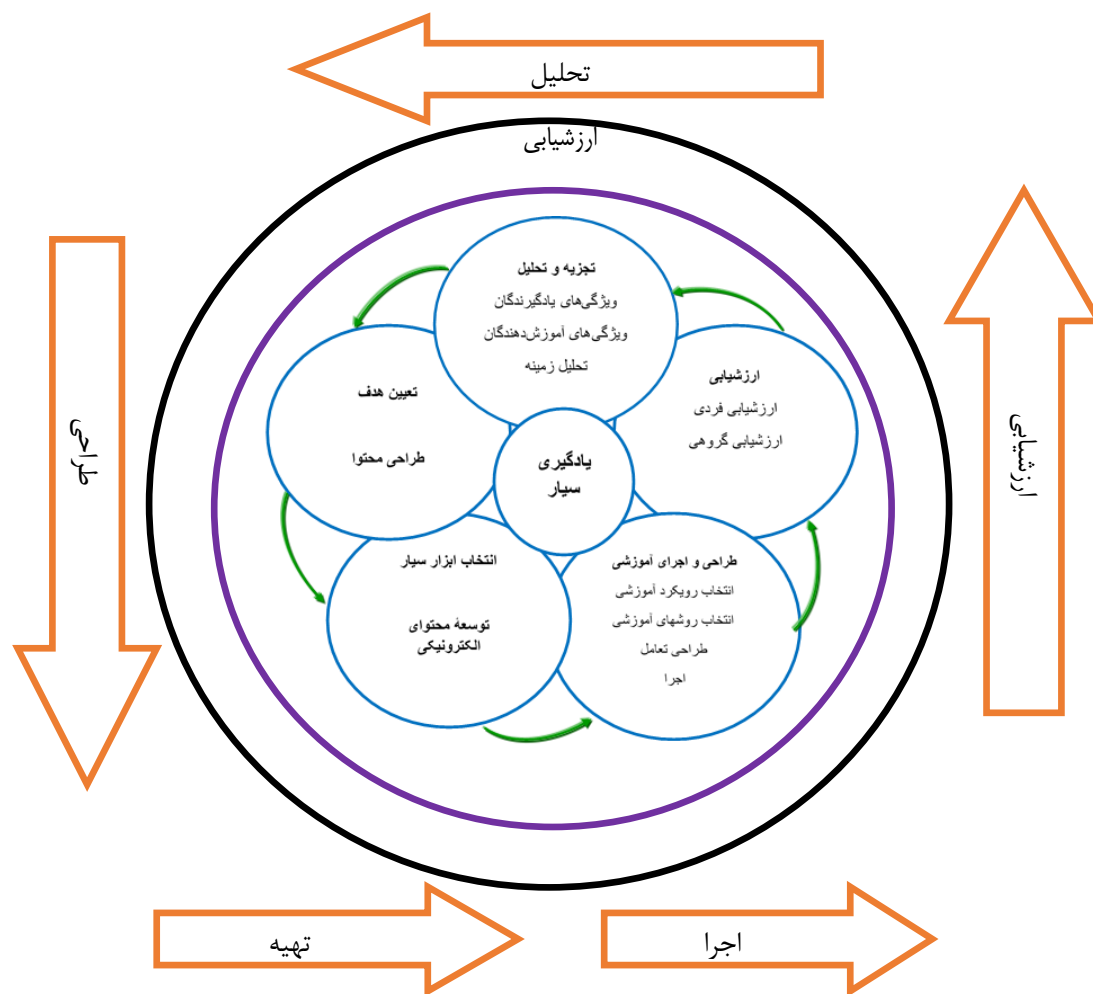 تحلیل
ارزشیابی
تجزیه و تحلیل
ویژگی‌های یادگیرندگان
ویژگی‌های آموزش‌دهندگان
تحلیل زمینه
تعیین هدف
طراحی محتوا
ارزشیابی
ارزشیابی فردی
ارزشیابی گروهی
یادگیری
سیار
انتخاب ابزار سیار
توسعۀ محتوای
الکترونیکی
طراحی و اجرای آموزشی
انتخاب رویکرد آموزشی
انتخاب روشهای آموزشی
طراحی تعامل
اجرا
طراحی
ارزشیابی
تهیه
اجرا